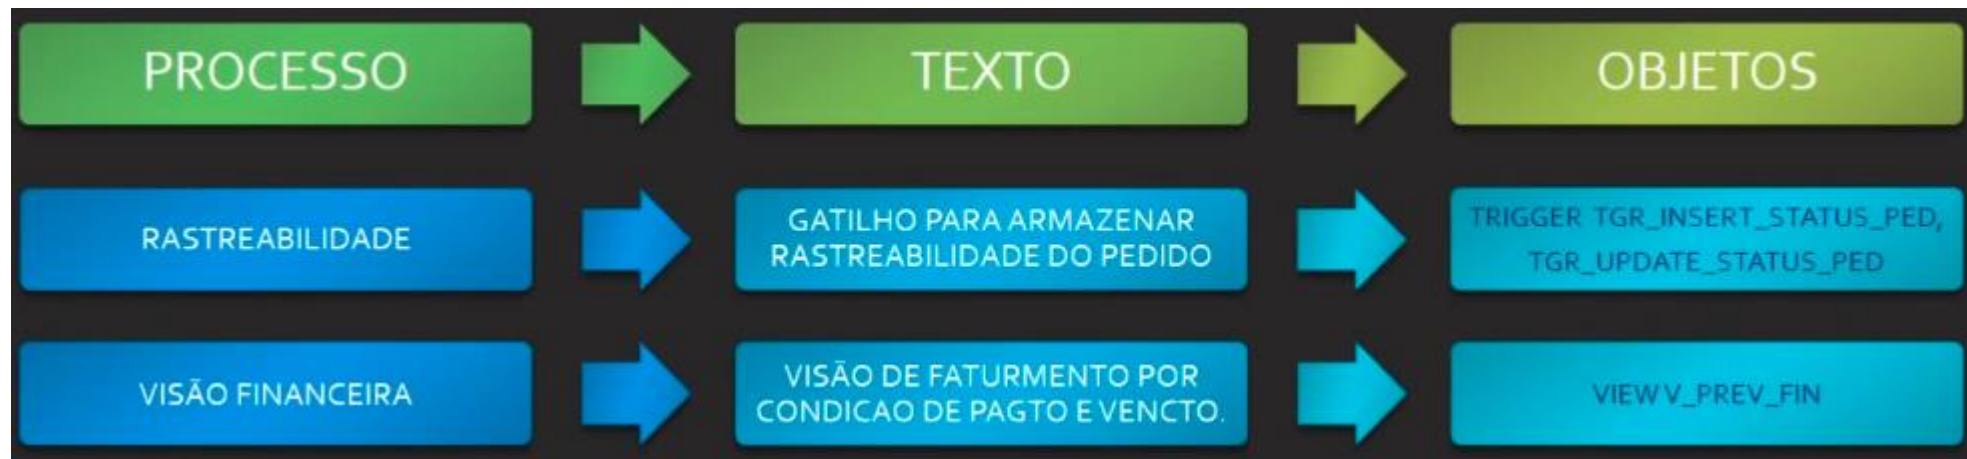 PROCESSO
TEXTO
OBJETOS
RASTREABILIDADE
GATILHO PARA ARMAZENAR
RASTREABILIDADE DO PEDIDO
TRIGGER TGR_INSERT_STATUS_PED,
TGR_UPDATE_STATUS_PED
VISÃO FINANCEIRA
VISÃO DE FATURMENTO POR
CONDICAO DE PAGTO E VENCTO.
VIEW V_PREV_FIN